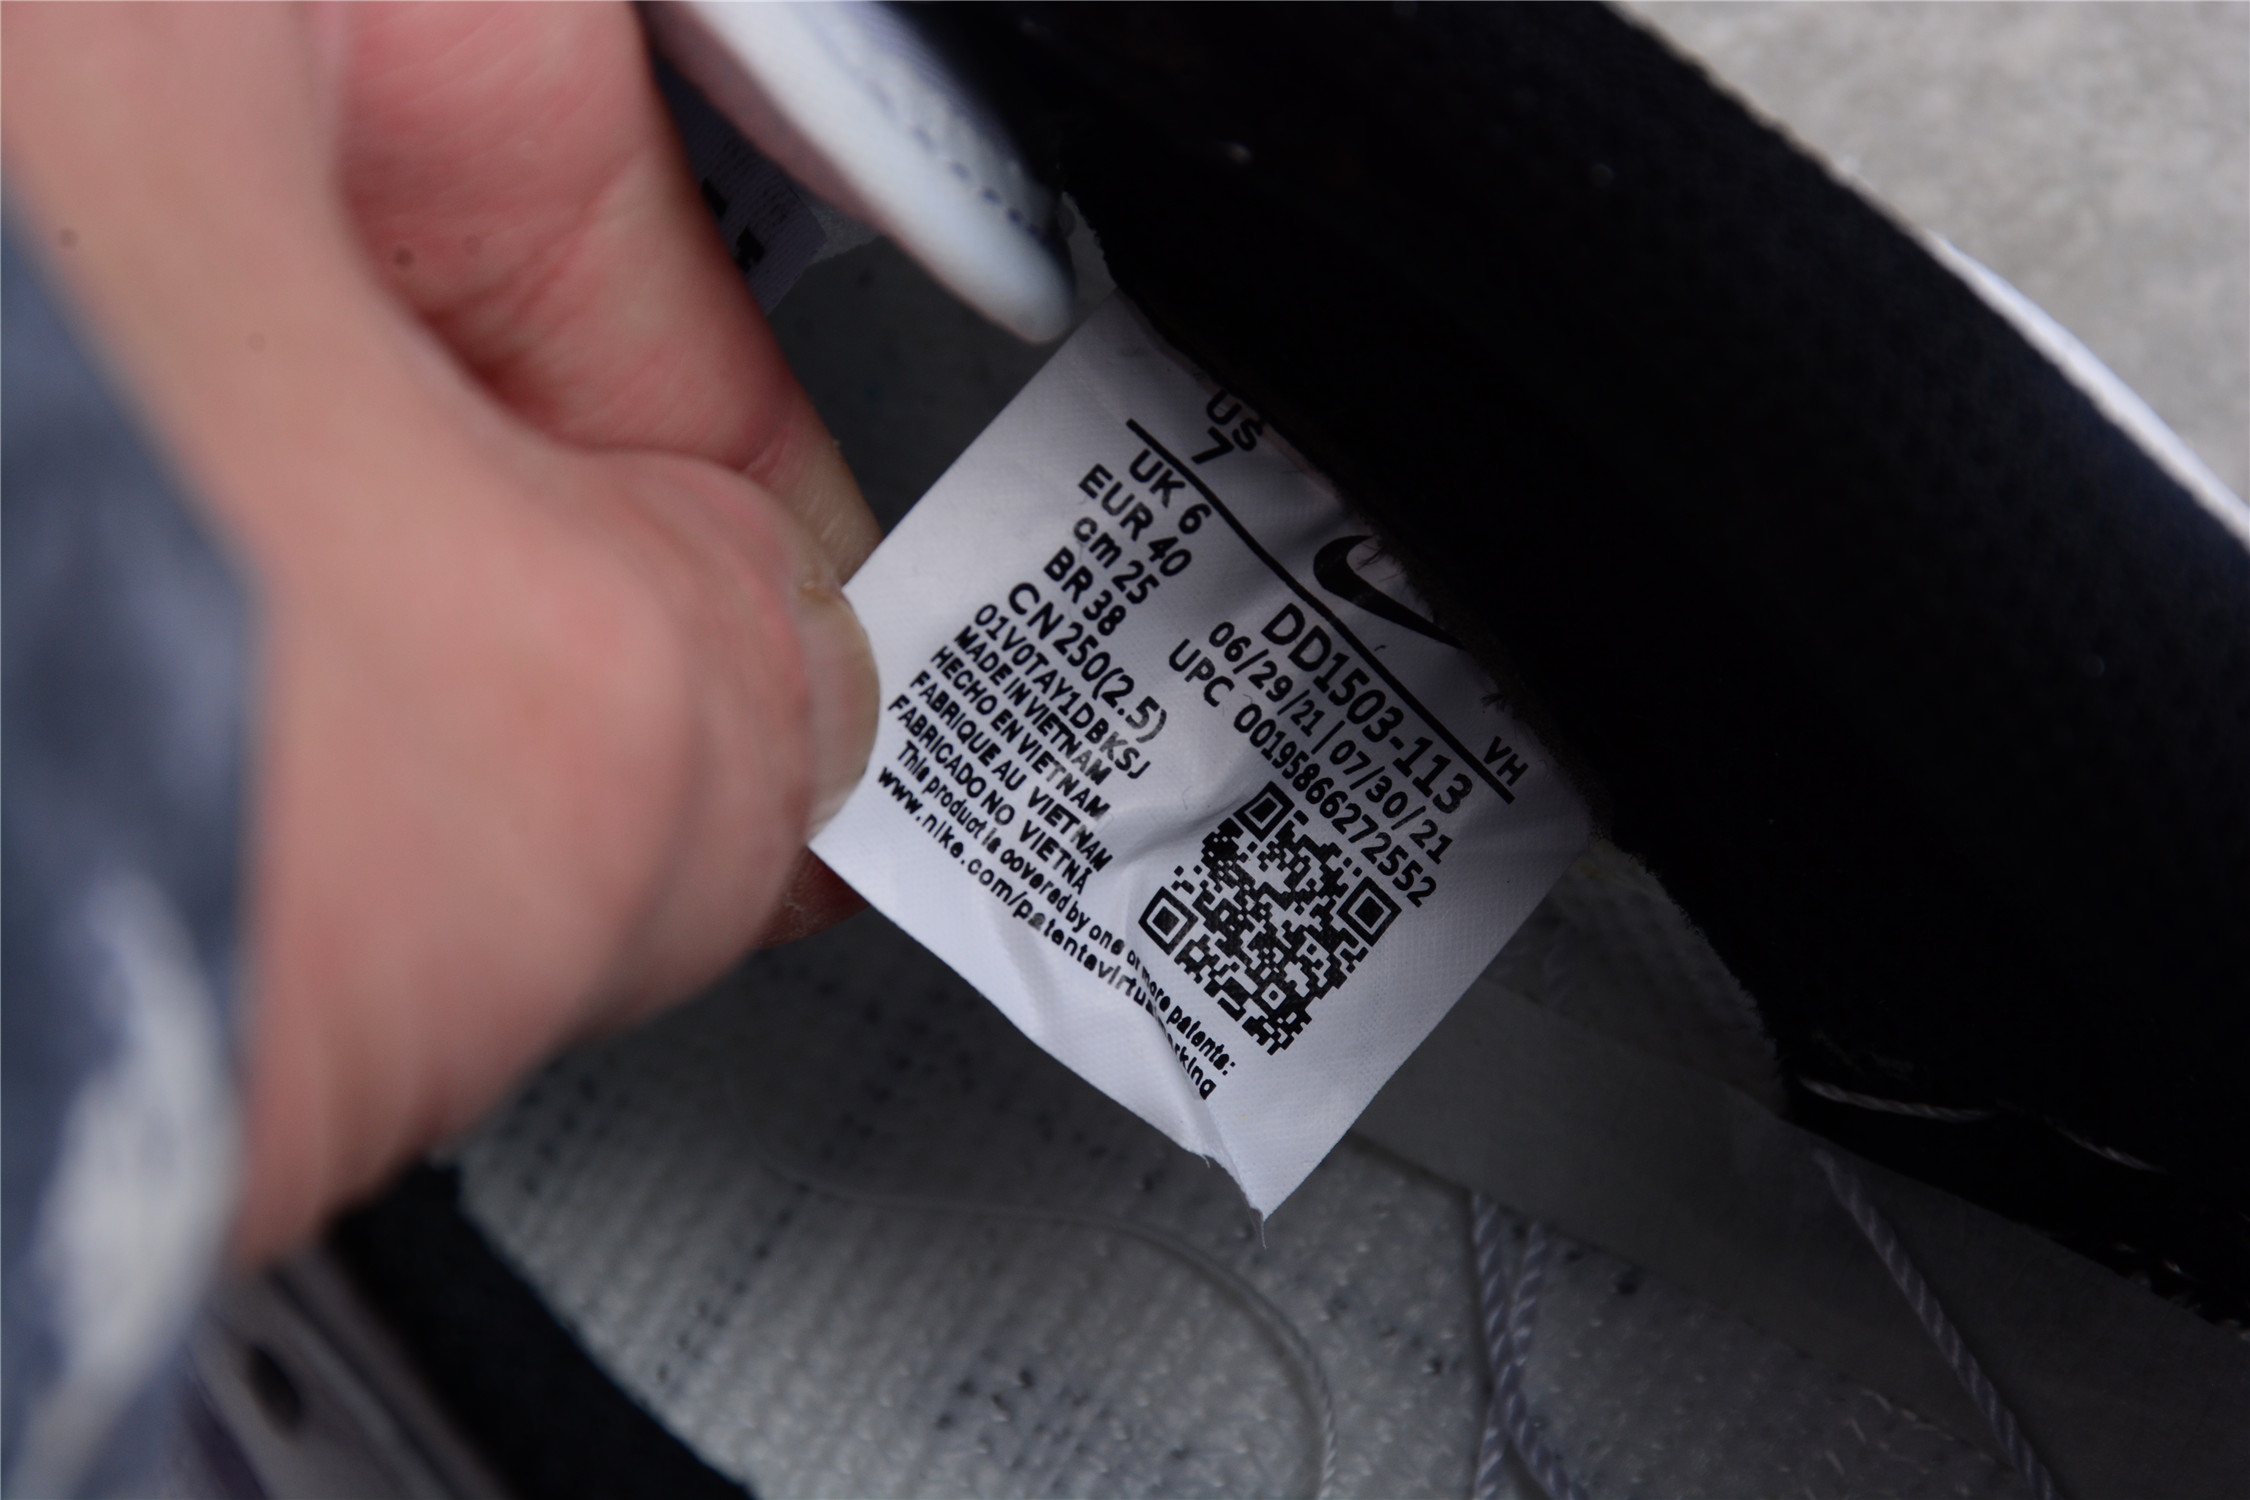 US
7
UK 6
EUR 40
cm 25
BR 38
CN 250(2.5)
01V0TAY1DBKSJ
MADE IN VIETNAM
HECHO EN VIETNAM
FABRIQUE AU VIETNAM
FABRICADO NO VIETNÃ
This product is covered by one or more patents:
www.nike.com/patentsvirtualmarking
VH
DD1503-113
06/29/21 | 07/30/21
UPC 00195866272552